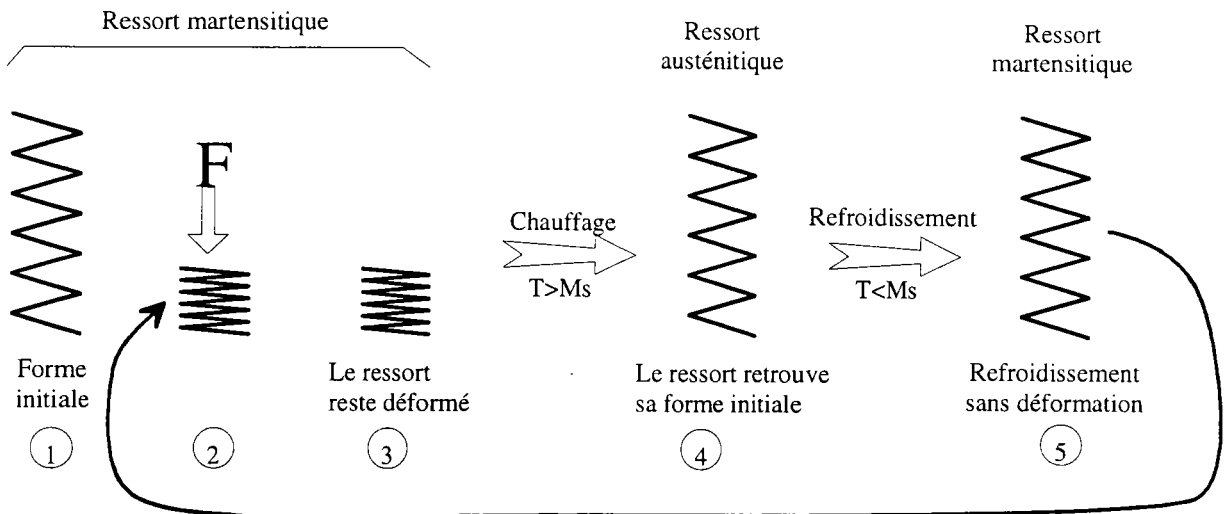 Ressort martensitique
Ressort
austénitique
Ressort
martensitique
F
Chauffage
T>Ms
Refroidissement
T<Ms
Forme
initiale
Le ressort
reste déformé
Le ressort retrouve
sa forme initiale
Refroidissement
sans déformation
1
2
3
4
5